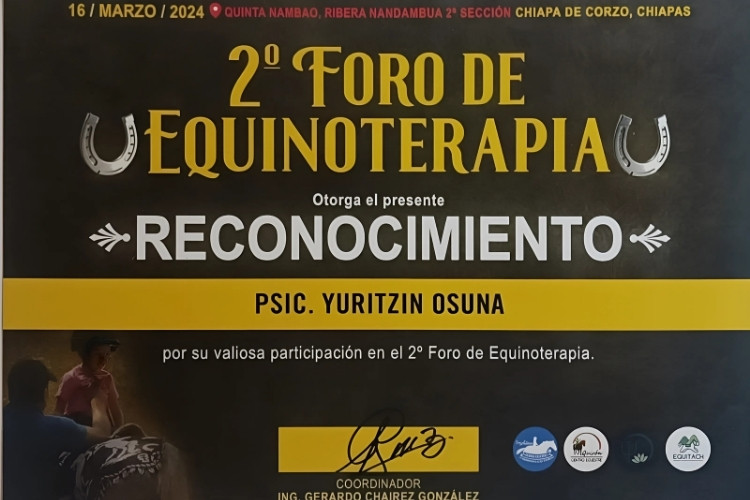 16 / MARZO / 2024 QUINTA NAMBAO, RIBERA NANDAMBUA 2ª SECCIÓN CHIAPA DE CORZO, CHIAPAS
2º FORO DE
EQUINOTERAPIA
Otorga el presente
RECONOCIMIENTO
PSIC. YURITZIN OSUNA
por su valiosa participación en el 2º Foro de Equinoterapia.
COORDINADOR
ING. GERARDO CHAIREZ GONZÁLEZ
EQUITACH